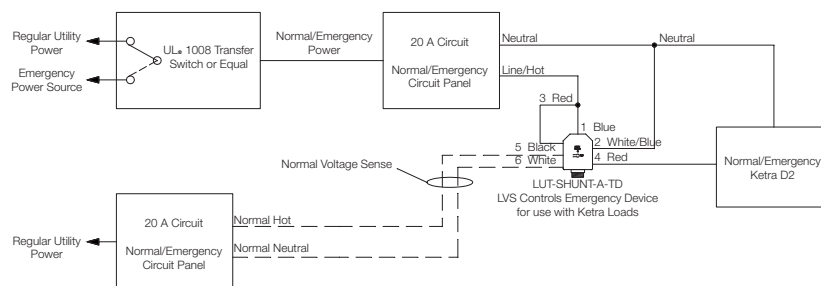 Regular Utility
Power
Emergency
Power Source
UL® 1008 Transfer
Switch or Equal
Normal/Emergency
Power
20 A Circuit
Normal/Emergency
Circuit Panel
Neutral
Line/Hot
Neutral
3 Red
1 Blue
2 White/Blue
4 Red
5 Black
6 White
Normal Voltage Sense
LUT-SHUNT-A-TD
LVS Controls Emergency Device
for use with Ketra Loads
Normal/Emergency
Ketra D2
Regular Utility
Power
20 A Circuit
Normal/Emergency
Circuit Panel
Normal Hot
Normal Neutral